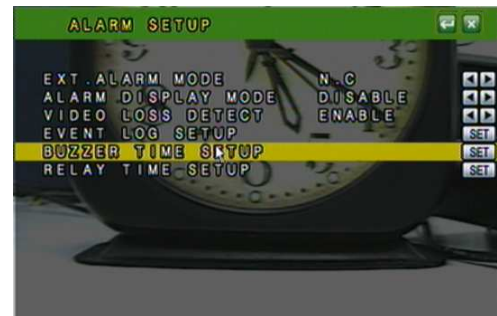 ALARM SETUP
EXT.ALARM MODE N.C
ALARM DISPLAY MODE DISABLE
VIDEO LOSS DETECT ENABLE
EVENT LOG SETUP SET
BUZZER TIME SETUP SET
RELAY TIME SETUP SET